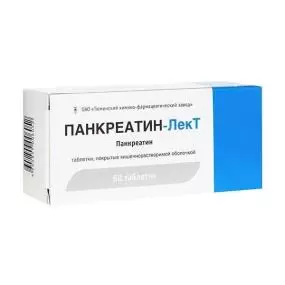 ОАО «Тюменский химико-фармацевтический завод»
ПАНКРЕАТИН-ЛекТ
Панкреатин
таблетки, покрытые кишечнорастворимой оболочкой
60 таблеток